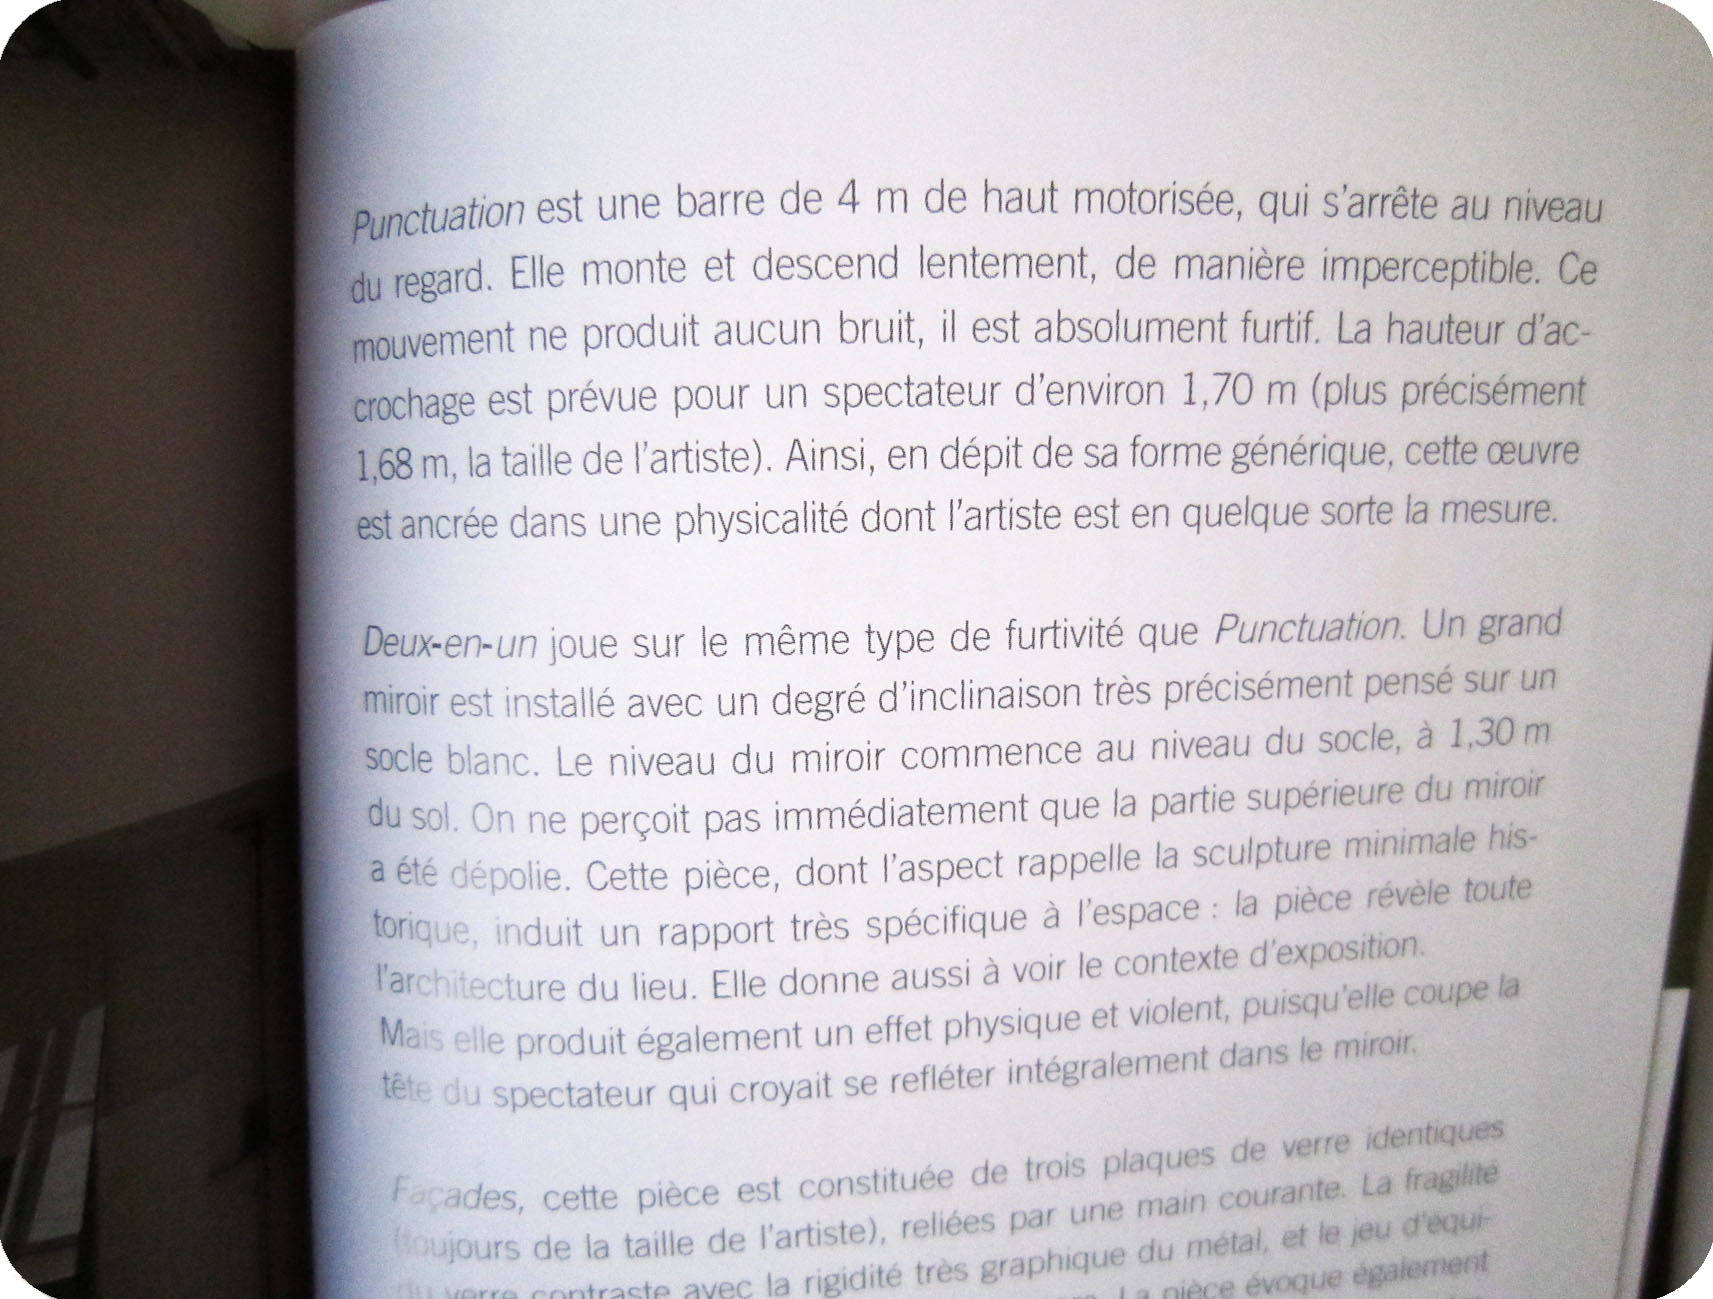 Punctuation est une barre de 4 m de haut motorisée, qui s'arrête au niveau
du regard. Elle monte et descend lentement, de manière imperceptible. Ce
mouvement ne produit aucun bruit, il est absolument furtif. La hauteur d'ac-
crochage est prévue pour un spectateur d'environ 1,70 m (plus précisément
1,68 m, la taille de l'artiste). Ainsi, en dépit de sa forme générique, cette œuvre
est ancrée dans une physicalité dont l'artiste est en quelque sorte la mesure.
Deux-en-un joue sur le même type de furtivité que Punctuation. Un grand
miroir est installé avec un degré d'inclinaison très précisément pensé sur un
socle blanc. Le niveau du miroir commence au niveau du socle, à 1,30 m
du sol. On ne perçoit pas immédiatement que la partie supérieure du miroir
a été dépolie. Cette pièce, dont l'aspect rappelle la sculpture minimale his-
torique, induit un rapport très spécifique à l'espace : la pièce révèle toute
l'architecture du lieu. Elle donne aussi à voir le contexte d'exposition.
Mais elle produit également un effet physique et violent, puisqu'elle coupe la
tête du spectateur qui croyait se refléter intégralement dans le miroir.
Façades, cette pièce est constituée de trois plaques de verre identiques
(toujours de la taille de l'artiste), reliées par une main courante. La fragilité
du verre contraste avec la rigidité très graphique du métal, et le jeu d'équi-
La pièce évoque également